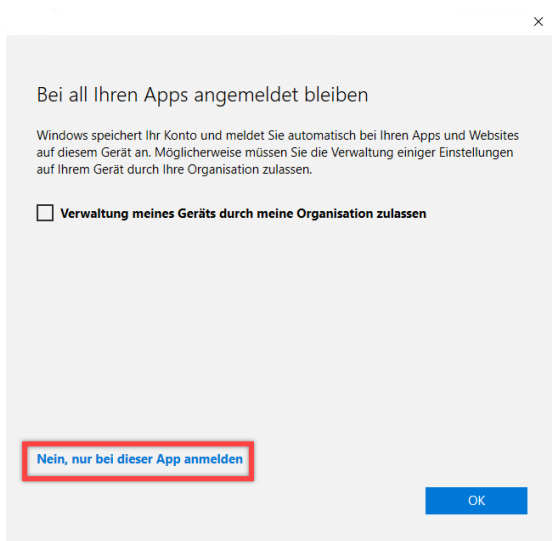 Bei all Ihren Apps angemeldet bleiben
Windows speichert Ihr Konto und meldet Sie automatisch bei Ihren Apps und Websites
auf diesem Gerät an. Möglicherweise müssen Sie die Verwaltung einiger Einstellungen
auf Ihrem Gerät durch Ihre Organisation zulassen.
Verwaltung meines Geräts durch meine Organisation zulassen
Nein, nur bei dieser App anmelden
OK